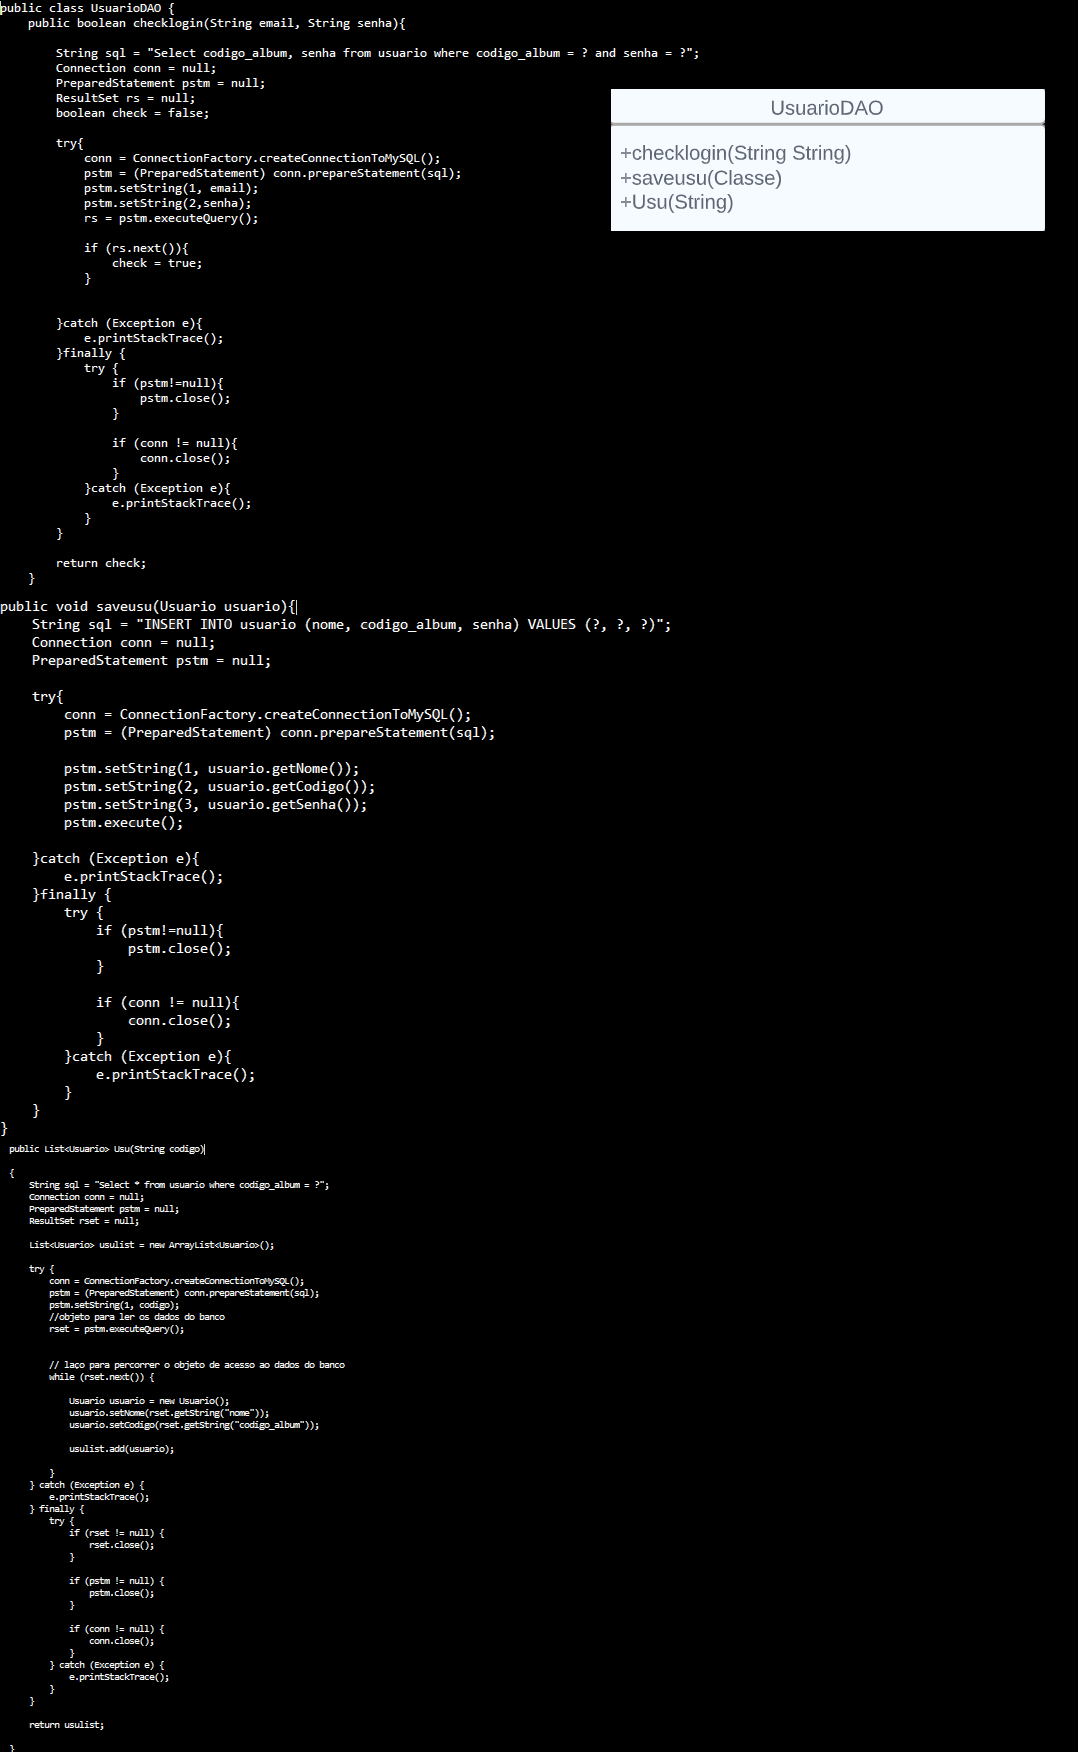 public class UsuarioDAO {
public boolean checklogin(String email, String senha){
String sql = "Select codigo_album, senha from usuario where codigo_album = ? and senha = ?";
Connection conn = null;
PreparedStatement pstm = null;
ResultSet rs = null;
boolean check = false;
try{
conn = ConnectionFactory.createConnectionToMySQL();
pstm = (PreparedStatement) conn.prepareStatement(sql);
pstm.setString(1, email);
pstm.setString(2,senha);
rs = pstm.executeQuery();
if (rs.next()){
check = true;
}
}catch (Exception e){
e.printStackTrace();
}finally {
try {
if (pstm!=null){
pstm.close();
}
if (conn != null){
conn.close();
}
}catch (Exception e){
e.printStackTrace();
}
}
return check;
}
UsuarioDAO
+checklogin(String String)
+saveusu(Classe)
+Usu(String)
public void saveusu(Usuario usuario){
String sql = "INSERT INTO usuario (nome, codigo_album, senha) VALUES (?, ?, ?)";
Connection conn = null;
PreparedStatement pstm = null;
try{
conn = ConnectionFactory.createConnectionToMySQL();
pstm = (PreparedStatement) conn.prepareStatement(sql);
pstm.setString(1, usuario.getNome());
pstm.setString(2, usuario.getCodigo());
pstm.setString(3, usuario.getSenha());
pstm.execute();
}catch (Exception e){
e.printStackTrace();
}finally {
try {
if (pstm!=null){
pstm.close();
}
if (conn != null){
conn.close();
}
}catch (Exception e){
e.printStackTrace();
}
}
}
public List<Usuario> Usu(String codigo)
{
String sql = "Select * from usuario where codigo_album = ?";
Connection conn = null;
PreparedStatement pstm = null;
ResultSet rset = null;
List<Usuario> usulist = new ArrayList<Usuario>();
try {
conn = ConnectionFactory.createConnectionToMySQL();
pstm = (PreparedStatement) conn.prepareStatement(sql);
pstm.setString(1, codigo);
//objeto para ler os dados do banco
rset = pstm.executeQuery();
// laço para percorrer o objeto de acesso ao dados do banco
while (rset.next()) {
Usuario usuario = new Usuario();
usuario.setNome(rset.getString("nome"));
usuario.setCodigo(rset.getString("codigo_album"));
usulist.add(usuario);
}
} catch (Exception e) {
e.printStackTrace();
} finally {
try {
if (rset != null) {
rset.close();
}
if (pstm != null) {
pstm.close();
}
if (conn != null) {
conn.close();
}
} catch (Exception e) {
e.printStackTrace();
}
}
return usulist;
}